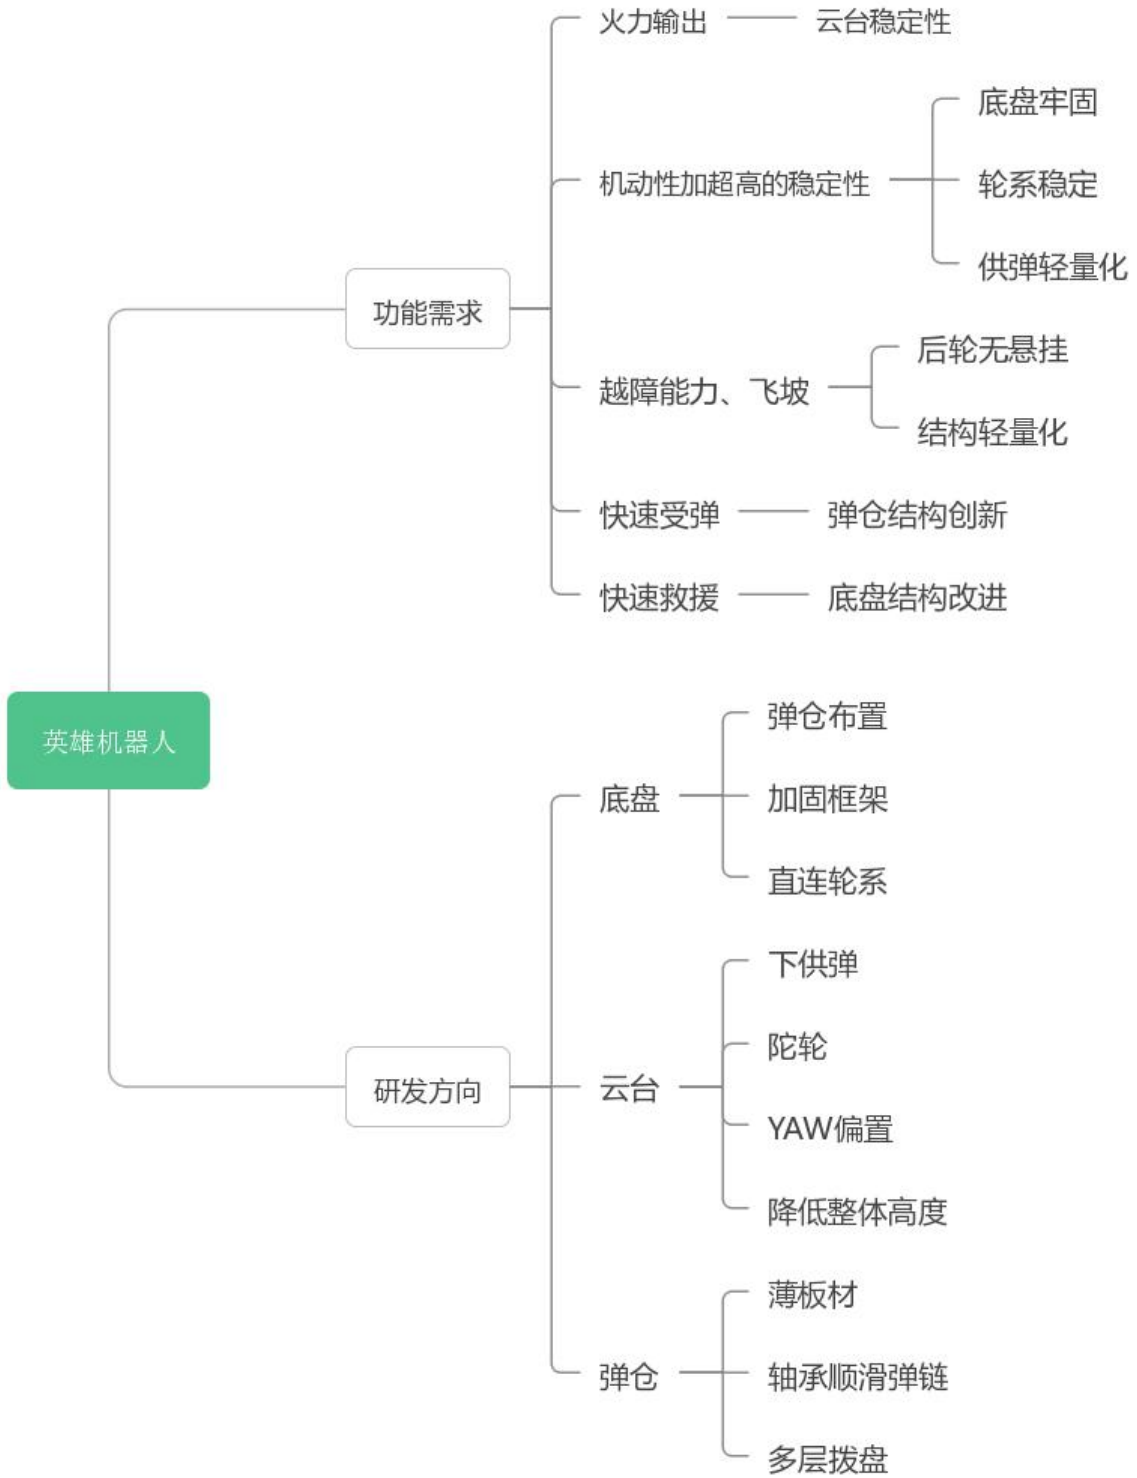 英雄机器人
功能需求
火力输出
云台稳定性
机动性加超高的稳定性
底盘牢固
轮系稳定
供弹轻量化
越障能力、飞坡
后轮无悬挂
结构轻量化
快速受弹
弹仓结构创新
快速救援
底盘结构改进
研发方向
底盘
弹仓布置
加固框架
直连轮系
云台
下供弹
陀轮
YAW偏置
降低整体高度
弹仓
薄板材
轴承顺滑弹链
多层拨盘